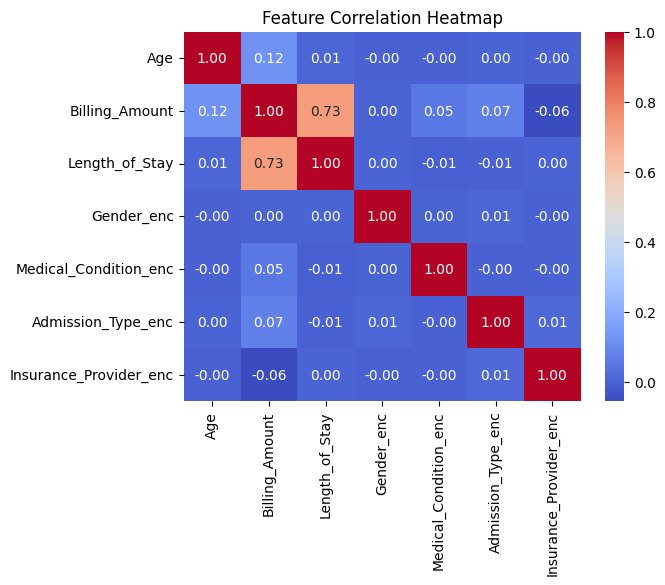 Feature Correlation Heatmap
Age 1.00 0.12 0.01 -0.00 -0.00 0.00 -0.00
Billing_Amount 0.12 1.00 0.73 0.00 0.05 0.07 -0.06
Length_of_Stay 0.01 0.73 1.00 0.00 -0.01 -0.01 0.00
Gender_enc -0.00 0.00 0.00 1.00 0.00 0.01 -0.00
Medical_Condition_enc -0.00 0.05 -0.01 0.00 1.00 -0.00 -0.00
Admission_Type_enc 0.00 0.07 -0.01 0.01 -0.00 1.00 0.01
Insurance_Provider_enc -0.00 -0.06 0.00 -0.00 -0.00 0.01 1.00
Age
Billing_Amount
Length_of_Stay
Gender_enc
Medical_Condition_enc
Admission_Type_enc
Insurance_Provider_enc
1.0
0.8
0.6
0.4
0.2
0.0